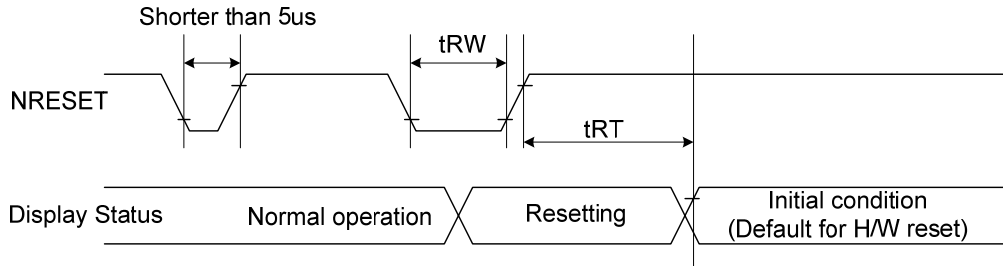 Shorter than 5us
tRW
NRESET
tRT
Display Status
Normal operation
Resetting
Initial condition
(Default for H/W reset)